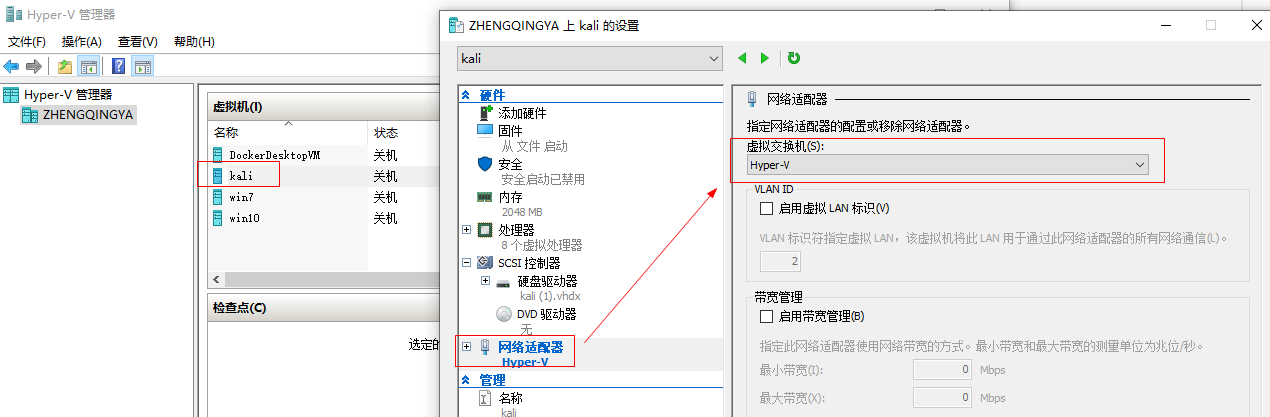 Hyper-V 管理器
文件(F) 操作(A) 查看(V) 帮助(H)
Hyper-V 管理器
ZHENGQINGYA
虚拟机(I)
名称 状态
DockerDesktopVM 关机
kali 关机
win7 关机
win10 关机
检查点(C)
选定的
ZHENGQINGYA 上 kali 的设置
kali
硬件
添加硬件
固件
从 文件 启动
安全
安全启动已禁用
内存
2048 MB
处理器
8 个虚拟处理器
SCSI 控制器
硬盘驱动器
kali (1).vhdx
DVD 驱动器
无
网络适配器
Hyper-V
管理
名称
kali
网络适配器
指定网络适配器的配置或移除网络适配器。
虚拟交换机(S):
Hyper-V
VLAN ID
启用虚拟 LAN 标识(V)
VLAN 标识符指定虚拟 LAN，该虚拟机将此 LAN 用于通过此网络适配器的所有网络通信(L)。
2
带宽管理
启用带宽管理(B)
指定此网络适配器使用网络带宽的方式。最小带宽和最大带宽的测量单位为兆位/秒。
最小带宽(I): 0 Mbps
最大带宽(X): 0 Mbps